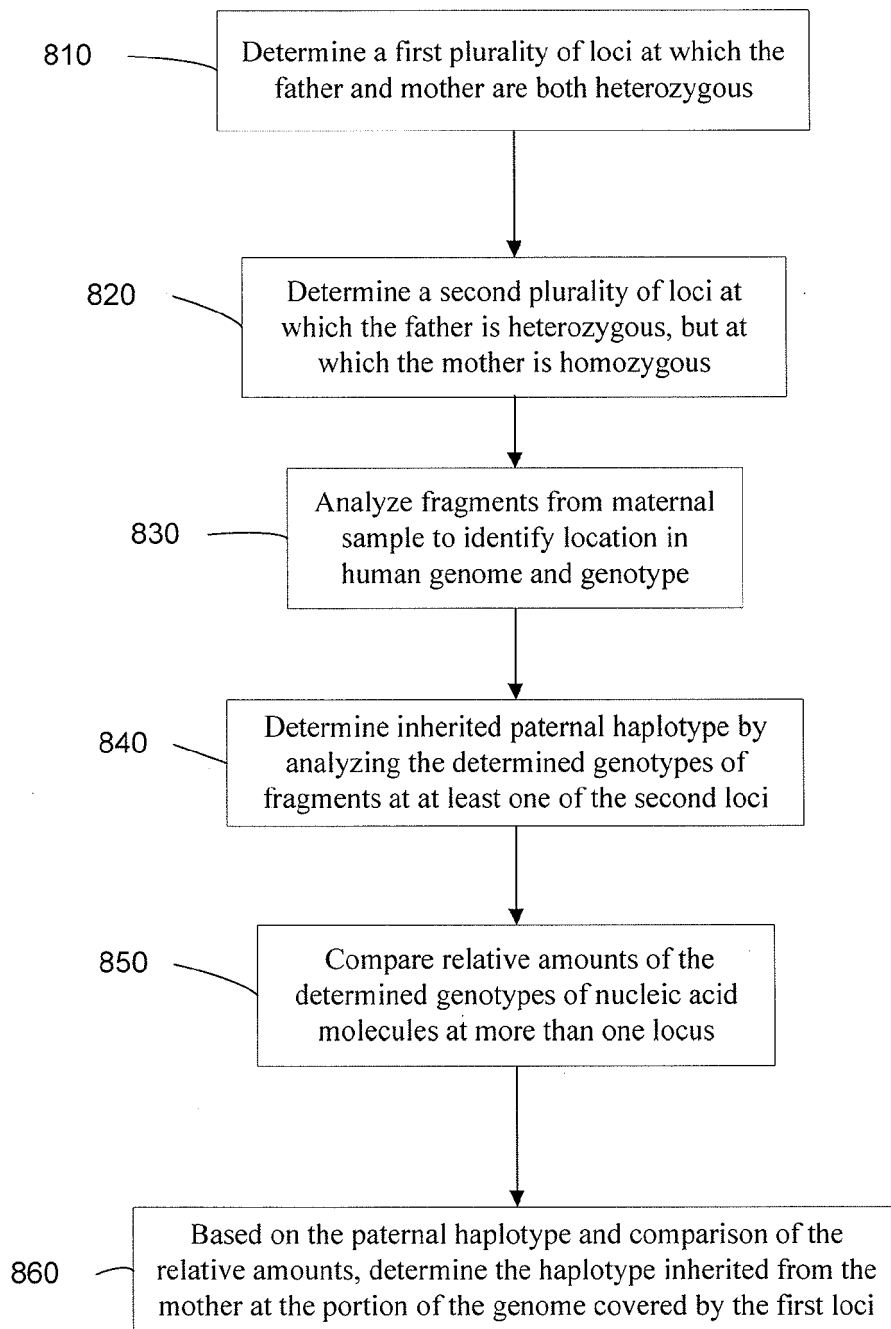 810
Determine a first plurality of loci at which the
father and mother are both heterozygous
820
Determine a second plurality of loci at
which the father is heterozygous, but at
which the mother is homozygous
830
Analyze fragments from maternal
sample to identify location in
human genome and genotype
840
Determine inherited paternal haplotype by
analyzing the determined genotypes of
fragments at at least one of the second loci
850
Compare relative amounts of the
determined genotypes of nucleic acid
molecules at more than one locus
860
Based on the paternal haplotype and comparison of the
relative amounts, determine the haplotype inherited from the
mother at the portion of the genome covered by the first loci